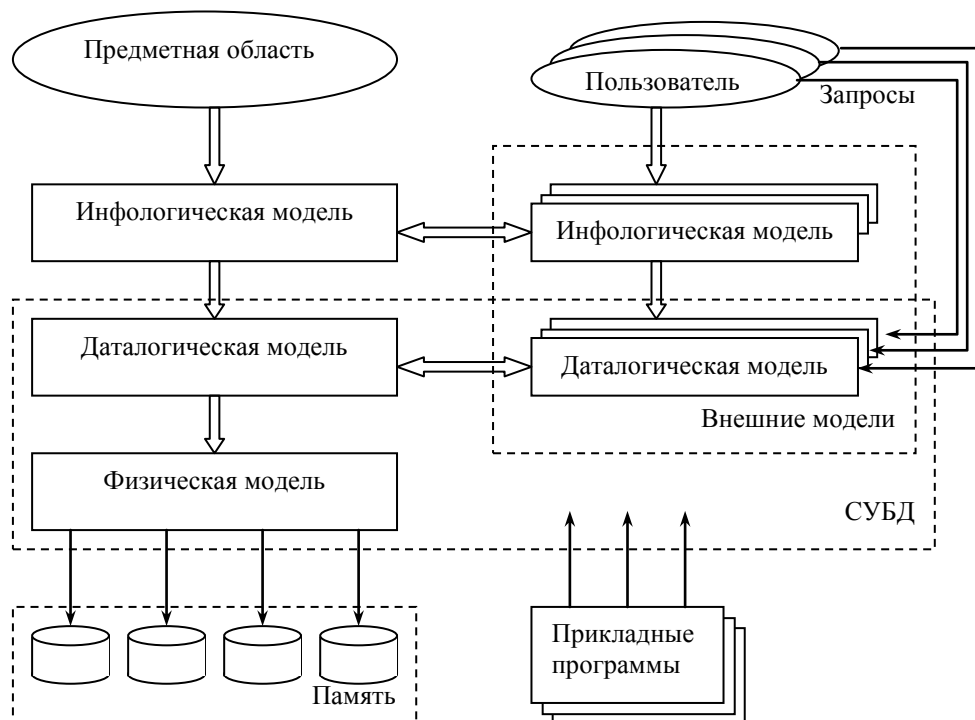 Предметная область
Пользователь
Запросы
Инфологическая модель
Инфологическая модель
Даталогическая модель
Даталогическая модель
Внешние модели
Физическая модель
СУБД
Прикладные
программы
Память